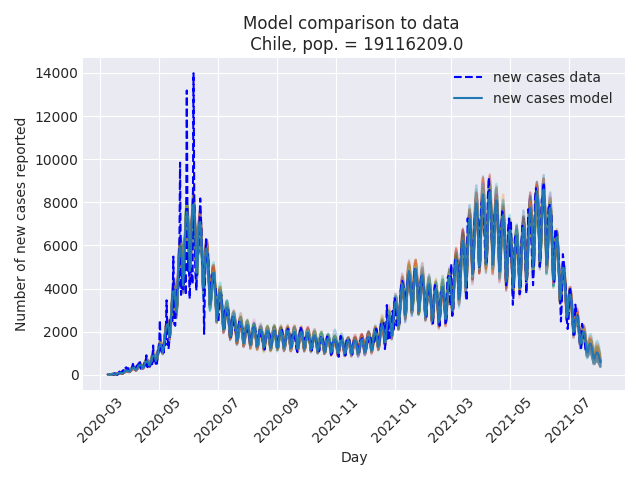 Model comparison to data
Chile, pop. = 19116209.0
new cases data
new cases model
Number of new cases reported
14000
12000
10000
8000
6000
4000
2000
0
2020-03
2020-05
2020-07
2020-09
2020-11
2021-01
2021-03
2021-05
2021-07
Day